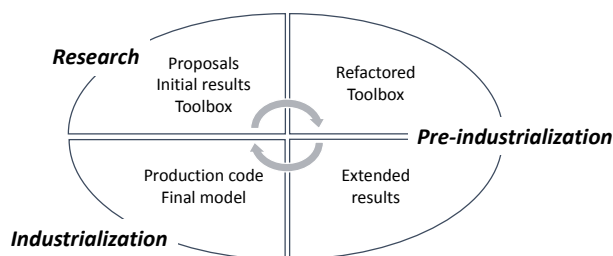 Research
Proposals
Initial results
Toolbox
Refactored
Toolbox
Pre-industrialization
Production code
Final model
Extended
results
Industrialization